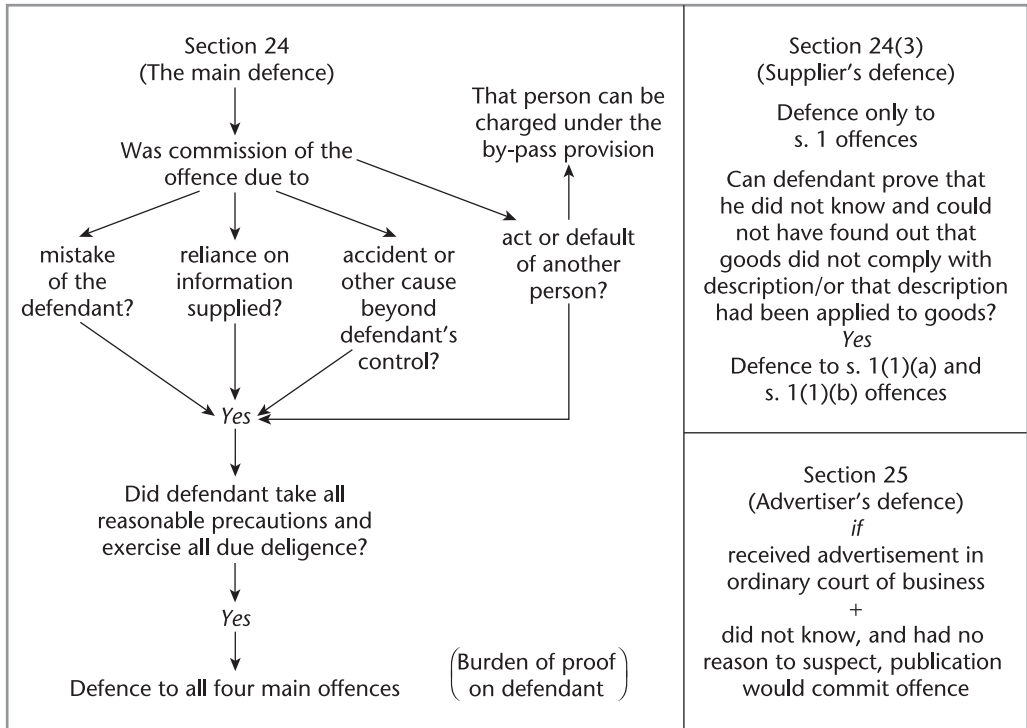 Section 24
(The main defence)
Was commission of the
offence due to
mistake
of the
defendant?
reliance on
information
supplied?
accident or
other cause
beyond
defendant's
control?
act or default
of another
person?
That person can be
charged under the
by-pass provision
Yes
Did defendant take all
reasonable precautions and
exercise all due deligence?
Yes
Defence to all four main offences
(Burden of proof
on defendant)
Section 24(3)
(Supplier's defence)
Defence only to
s. 1 offences
Can defendant prove that
he did not know and could
not have found out that
goods did not comply with
description/or that description
had been applied to goods?
Yes
Defence to s. 1(1)(a) and
s. 1(1)(b) offences
Section 25
(Advertiser's defence)
if
received advertisement in
ordinary court of business
+
did not know, and had no
reason to suspect, publication
would commit offence